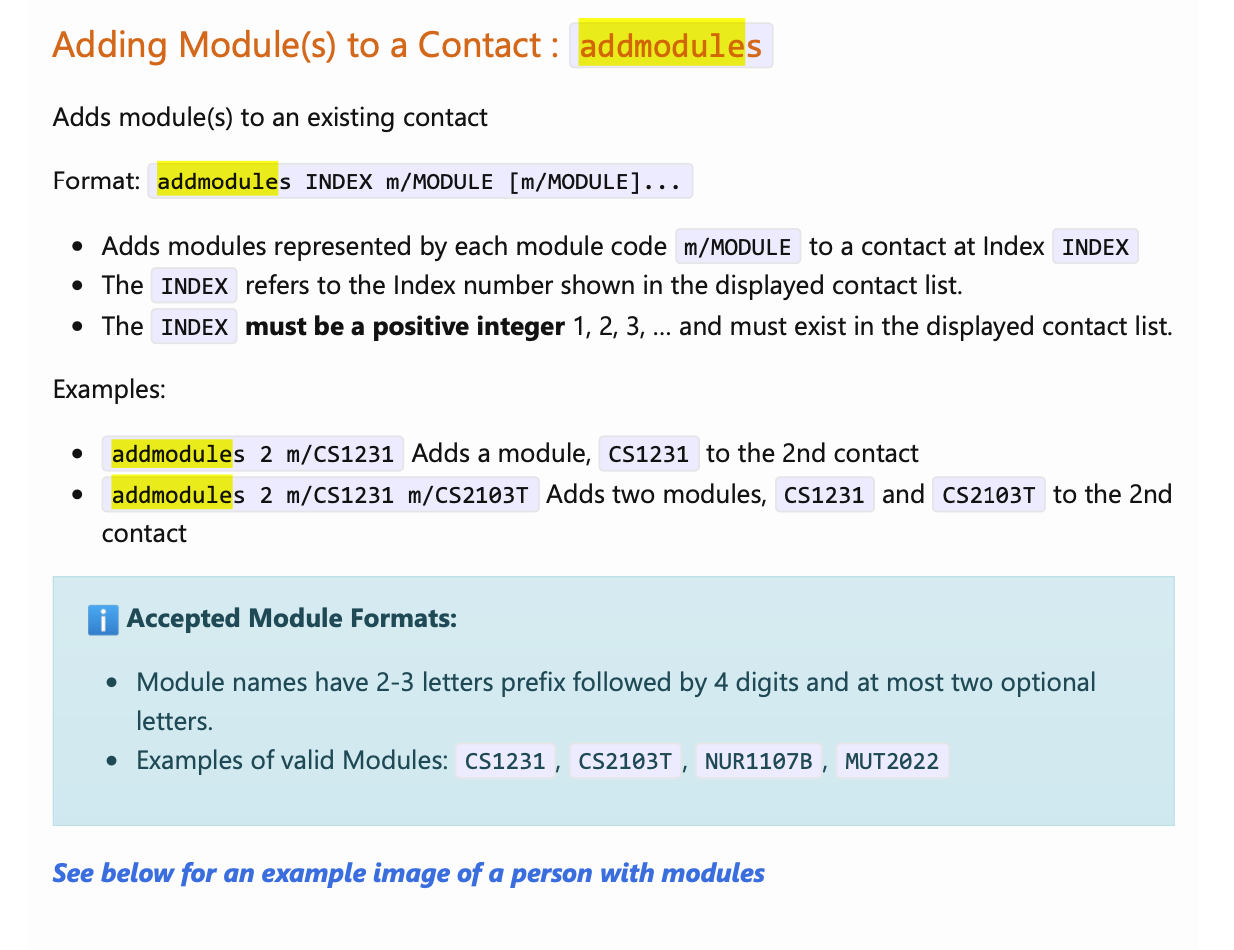 Adding Module(s) to a Contact : addmodules
Adds module(s) to an existing contact
Format: addmodules INDEX m/MODULE [m/MODULE]...
• Adds modules represented by each module code m/MODULE to a contact at Index INDEX
• The INDEX refers to the Index number shown in the displayed contact list.
• The INDEX must be a positive integer 1, 2, 3, … and must exist in the displayed contact list.
Examples:
• addmodules 2 m/CS1231 Adds a module, CS1231 to the 2nd contact
• addmodules 2 m/CS1231 m/CS2103T Adds two modules, CS1231 and CS2103T to the 2nd
contact
ℹ️ Accepted Module Formats:
• Module names have 2-3 letters prefix followed by 4 digits and at most two optional
letters.
• Examples of valid Modules: CS1231 , CS2103T , NUR1107B , MUT2022
See below for an example image of a person with modules